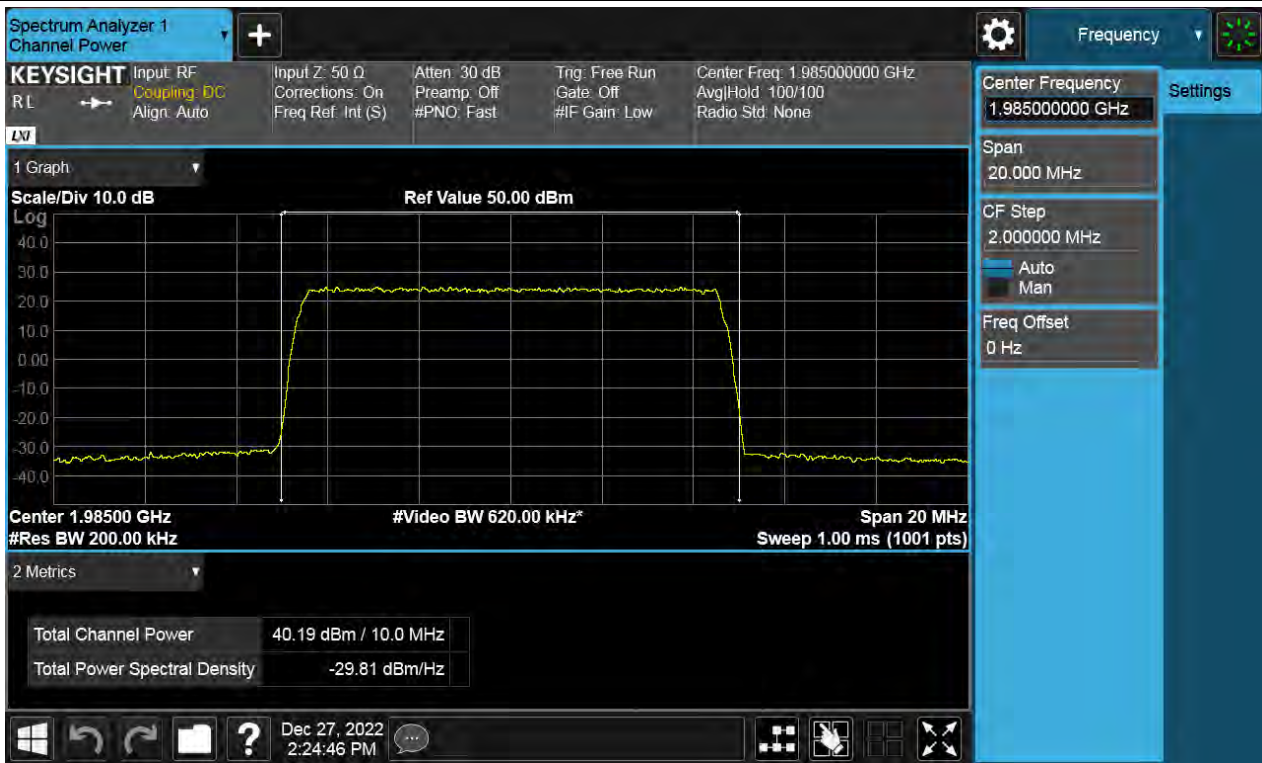 Spectrum Analyzer 1
Channel Power
+
Frequency
KEYSIGHT
RL
LXI
Input: RF
Coupling: DC
Align: Auto
Input Z: 50 Ω
Corrections: On
Freq Ref: Int (S)
Atten: 30 dB
Preamp: Off
#PNO: Fast
Trig: Free Run
Gate: Off
#IF Gain: Low
Center Freq: 1.985000000 GHz
Avg|Hold: 100/100
Radio Std: None
Center Frequency
1.985000000 GHz
Settings
Span
20.000 MHz
CF Step
2.000000 MHz
Auto
Man
Freq Offset
0 Hz
1 Graph
Scale/Div 10.0 dB
Ref Value 50.00 dBm
Log
40.0
30.0
20.0
10.0
0.00
-10.0
-20.0
-30.0
-40.0
Center 1.98500 GHz
#Video BW 620.00 kHz*
Span 20 MHz
#Res BW 200.00 kHz
Sweep 1.00 ms (1001 pts)
2 Metrics
Total Channel Power
40.19 dBm / 10.0 MHz
Total Power Spectral Density
-29.81 dBm/Hz
?
Dec 27, 2022
2:24:46 PM